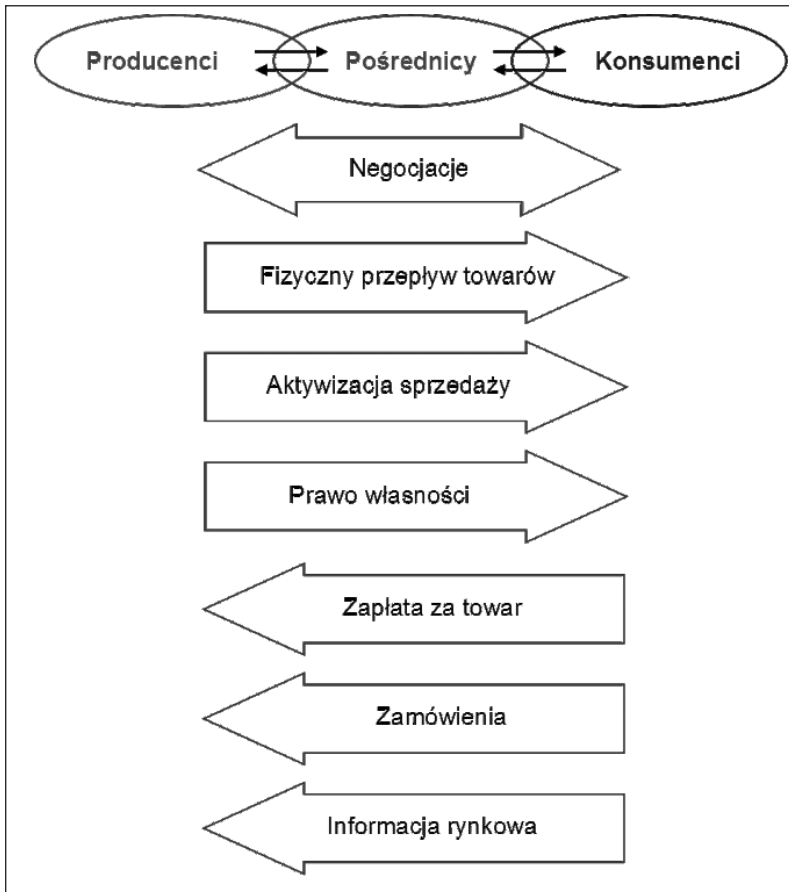 Producenci Pośrednicy Konsumenci
Negocjacje
Fizyczny przepływ towarów
Aktywizacja sprzedaży
Prawo własności
Zapłata za towar
Zamówienia
Informacja rynkowa